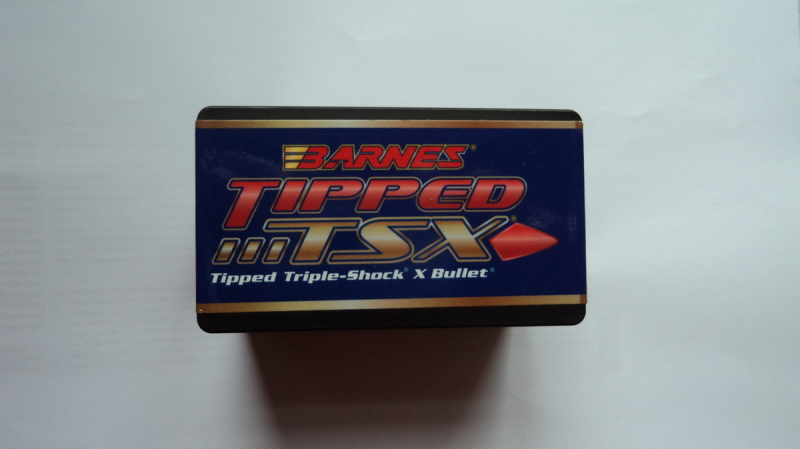 BARNES®
TIPPED
TSX®
Tipped Triple-Shock® X Bullet®